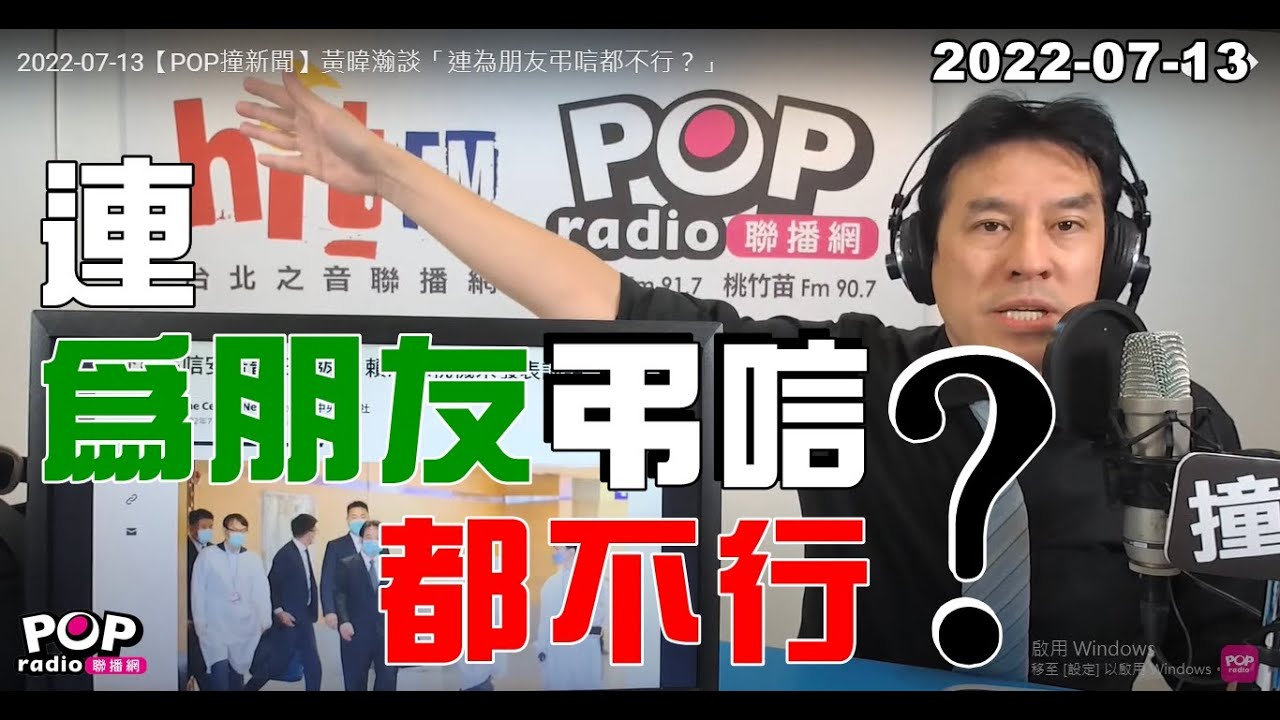 2022-07-13【POP撞新聞】黃暐瀚談「連為朋友弔唁都不行？」
2022-07-13
hit FM
台北之音聯播網
POP
radio 聯播網
Fm 91.7 桃竹苗 Fm 90.7
連
為朋友弔唁
都不行？
撞
POP
radio 聯播網
啟用 Windows
移至 [設定] 以啟用 Windows
POP
radio